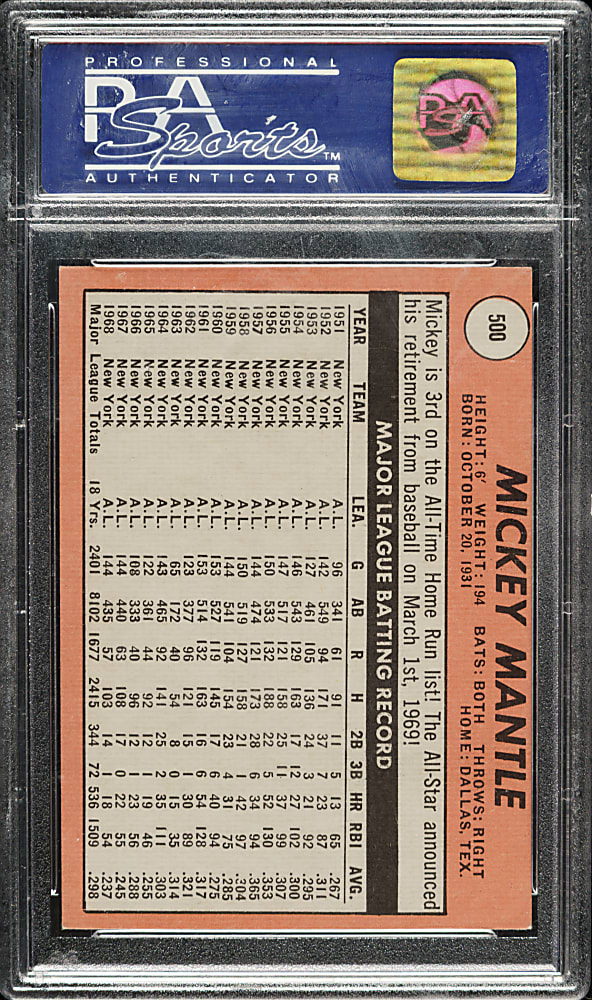 PROFESSIONAL
PSA
Sports™
AUTHENTICATOR
PSA
500
MICKEY MANTLE
HEIGHT: 6' WEIGHT: 194 BATS: BOTH THROWS: RIGHT
BORN: OCTOBER 20, 1931 HOME: DALLAS, TEX.
Mickey is 3rd on the All-Time Home Run list! The All-Star announced
his retirement from baseball on March 1st, 1969!
MAJOR LEAGUE BATTING RECORD
YEAR TEAM LEA. G AB R H 2B 3B HR RBI AVG.
1951 New York A.L. 96 341 61 91 11 5 13 65 .267
1952 New York A.L. 142 549 94 171 37 7 23 87 .311
1953 New York A.L. 127 461 105 136 24 3 21 92 .295
1954 New York A.L. 146 543 129 163 17 12 27 102 .300
1955 New York A.L. 147 517 121 158 25 11 37 99 .307
1956 New York A.L. 150 533 132 188 22 5 52 130 .353
1957 New York A.L. 144 474 121 173 28 6 34 94 .365
1958 New York A.L. 150 519 127 158 21 1 42 97 .304
1959 New York A.L. 144 541 104 154 23 4 31 75 .285
1960 New York A.L. 153 527 119 145 17 6 40 94 .275
1961 New York A.L. 153 514 132 163 16 6 54 128 .317
1962 New York A.L. 123 377 96 121 15 1 30 89 .321
1963 New York A.L. 65 172 40 54 8 0 15 35 .314
1964 New York A.L. 143 465 92 141 25 2 35 111 .303
1965 New York A.L. 122 361 44 92 12 1 19 46 .255
1966 New York A.L. 108 333 40 96 12 1 23 56 .288
1967 New York A.L. 144 440 63 108 17 0 22 55 .245
1968 New York A.L. 144 435 57 103 14 1 18 54 .237
Major League Totals 18 Yrs. 2401 8102 1677 2415 344 72 536 1509 .298